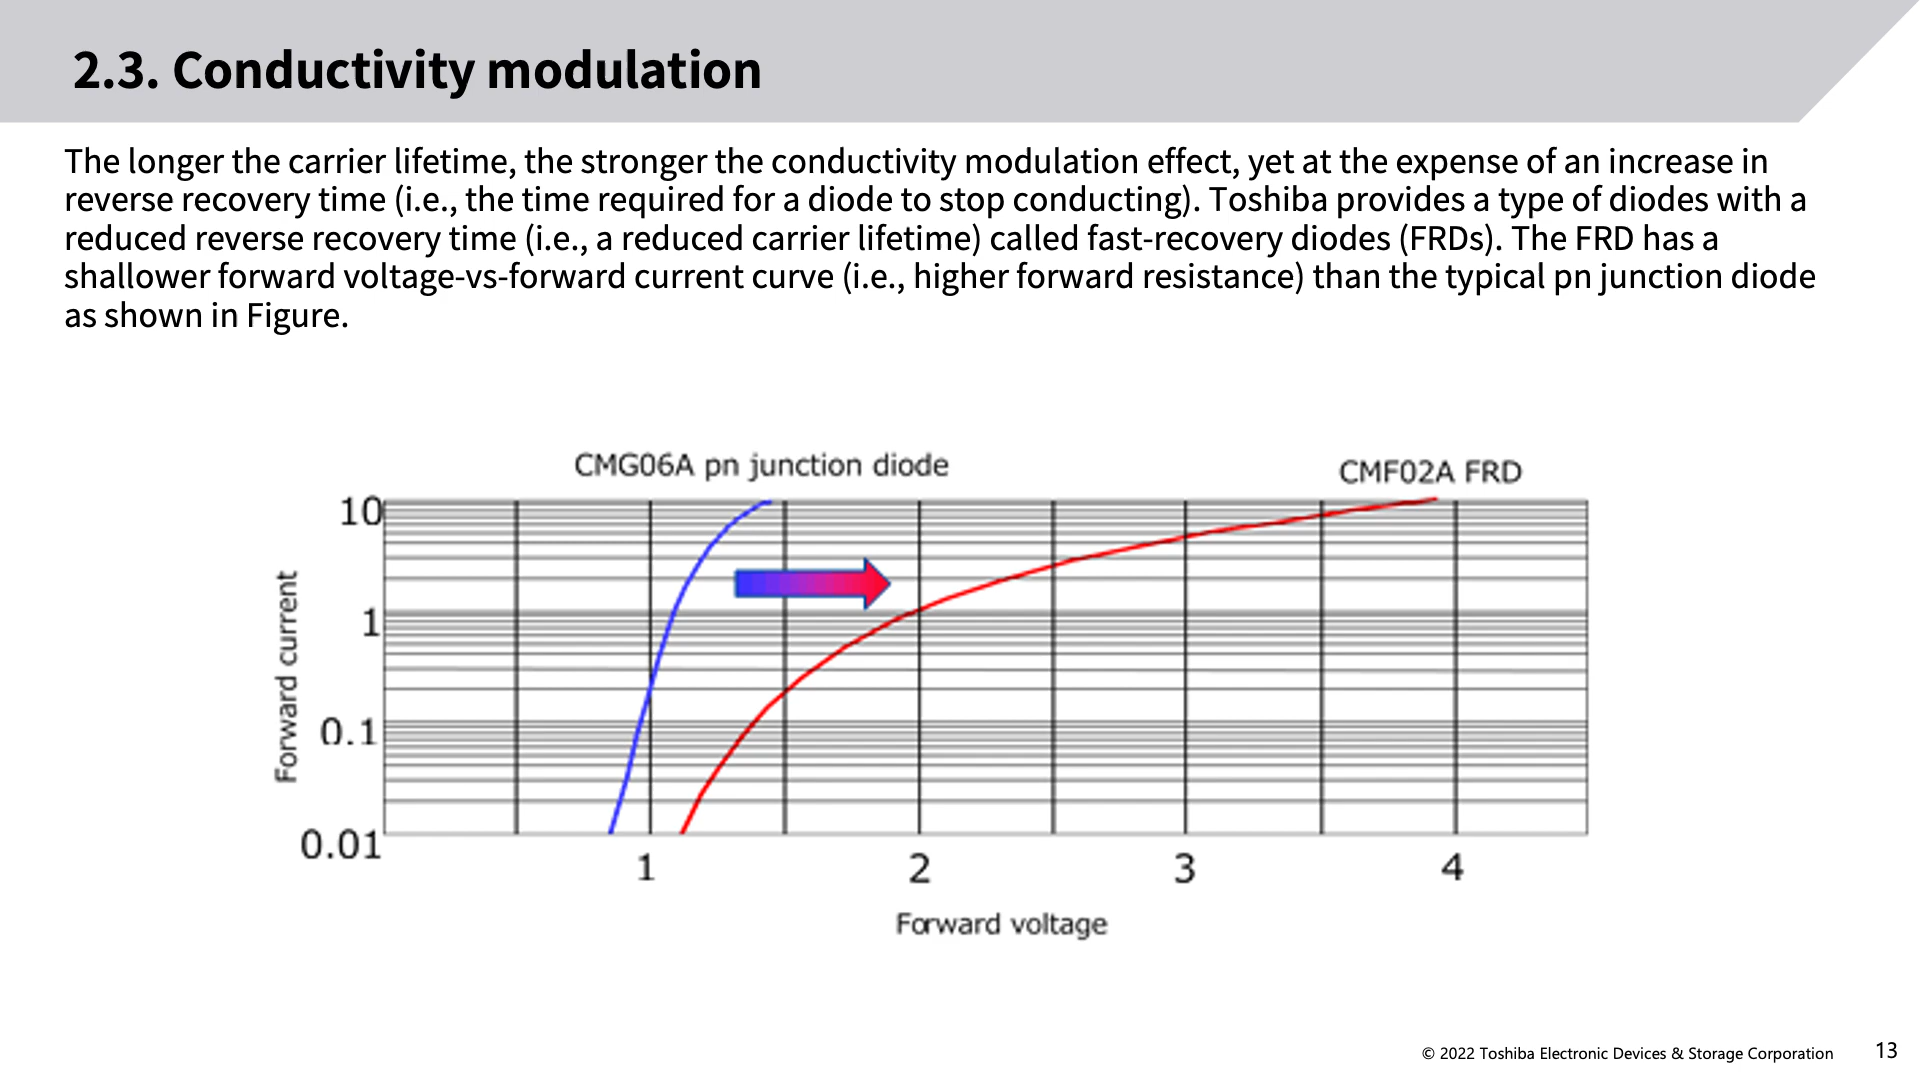 2.3. Conductivity modulation
The longer the carrier lifetime, the stronger the conductivity modulation effect, yet at the expense of an increase in
reverse recovery time (i.e., the time required for a diode to stop conducting). Toshiba provides a type of diodes with a
reduced reverse recovery time (i.e., a reduced carrier lifetime) called fast-recovery diodes (FRDs). The FRD has a
shallower forward voltage-vs-forward current curve (i.e., higher forward resistance) than the typical pn junction diode
as shown in Figure.
CMG06A pn junction diode
CMF02A FRD
10
1
0.1
0.01
Forward current
1
2
3
4
Forward voltage
© 2022 Toshiba Electronic Devices & Storage Corporation
13